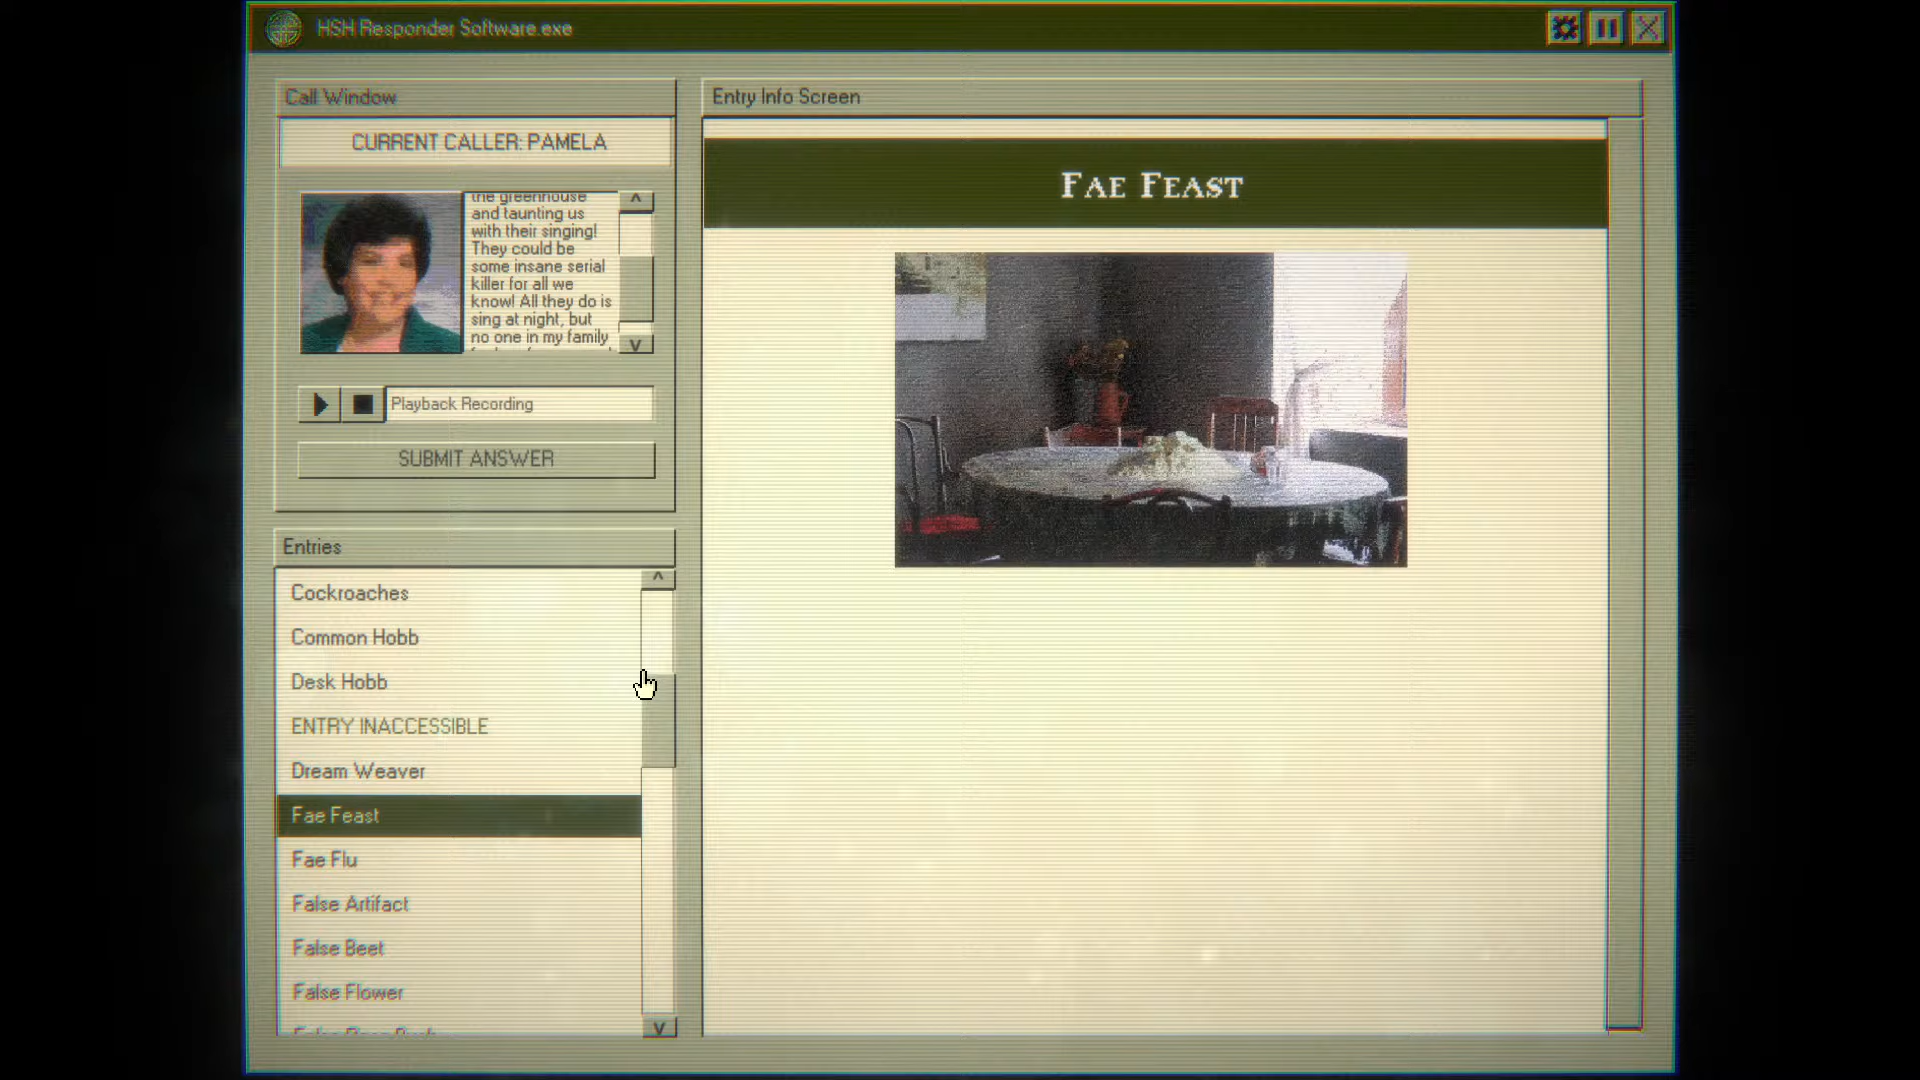 HSH Responder Software.exe
Call Window
CURRENT CALLER: PAMELA
the greenhouse
and taunting us
with their singing!
They could be
some insane serial
killer for all we
know! All they do is
sing at night, but
no one in my family
Playback Recording
SUBMIT ANSWER
Entries
Cockroaches
Common Hobb
Desk Hobb
ENTRY INACCESSIBLE
Dream Weaver
Fae Feast
Fae Flu
False Artifact
False Beet
False Flower
Entry Info Screen
FAE FEAST